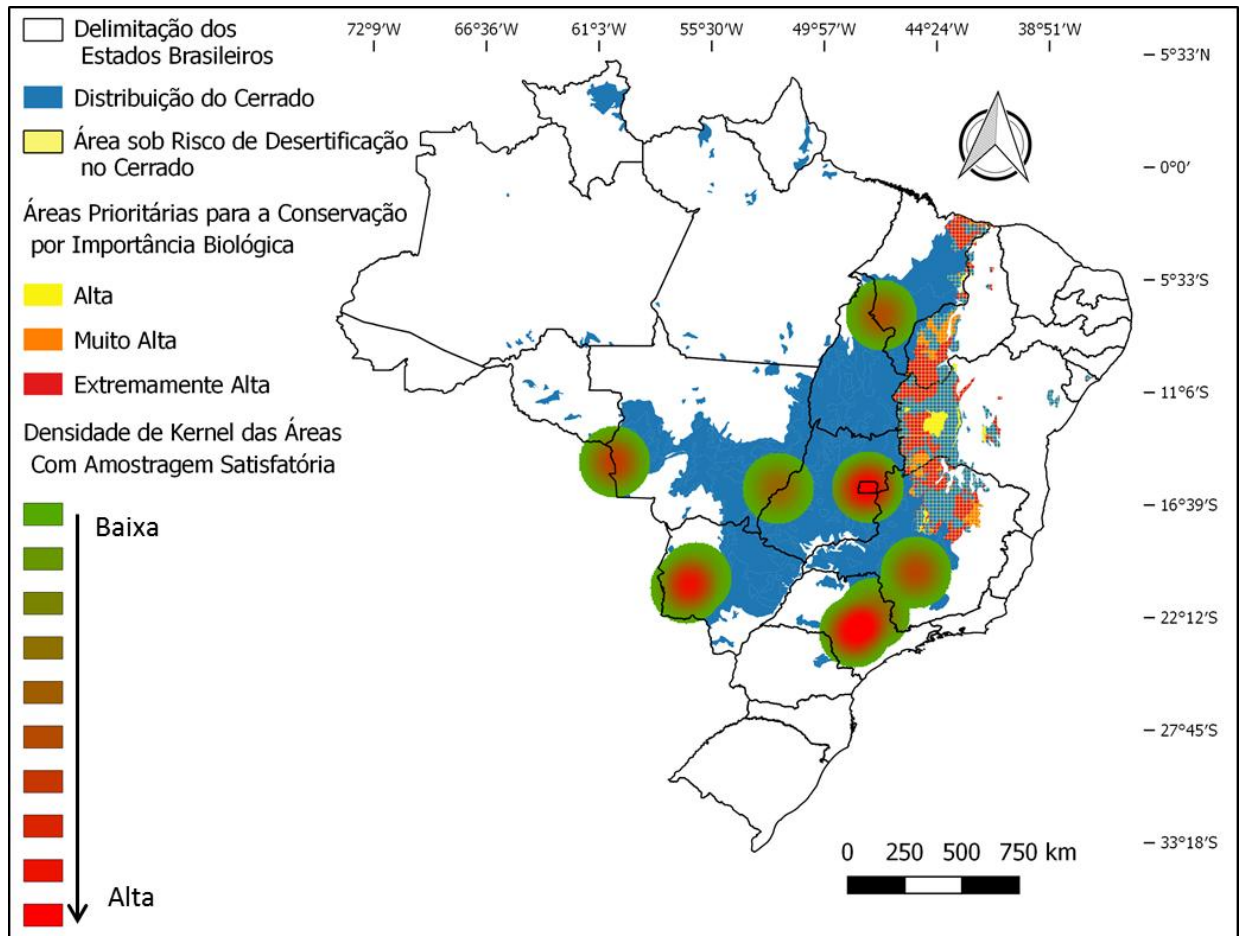 Delimitação dos
Estados Brasileiros
Distribuição do Cerrado
Área sob Risco de Desertificação
no Cerrado
Áreas Prioritárias para a Conservação
por Importância Biológica
Alta
Muito Alta
Extremamente Alta
Densidade de Kernel das Áreas
Com Amostragem Satisfatória
Baixa
Alta
72°9'W 66°36'W 61°3'W 55°30'W 49°57'W 44°24'W 38°51'W
5°33'N
0°0'
5°33'S
11°6'S
16°39'S
22°12'S
27°45'S
33°18'S
0 250 500 750 km